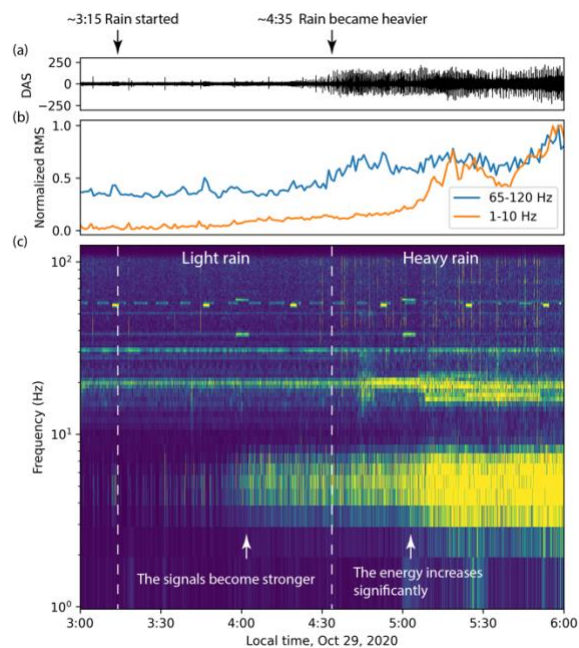 ~3:15 Rain started
~4:35 Rain became heavier
(a)
250
0
−250
DAS
(b)
1.0
0.5
0.0
Normalized RMS
65-120 Hz
1-10 Hz
(c)
Light rain
Heavy rain
10²
10¹
10⁰
Frequency (Hz)
The signals become stronger
The energy increases
significantly
3:00 3:30 4:00 4:30 5:00 5:30 6:00
Local time, Oct 29, 2020